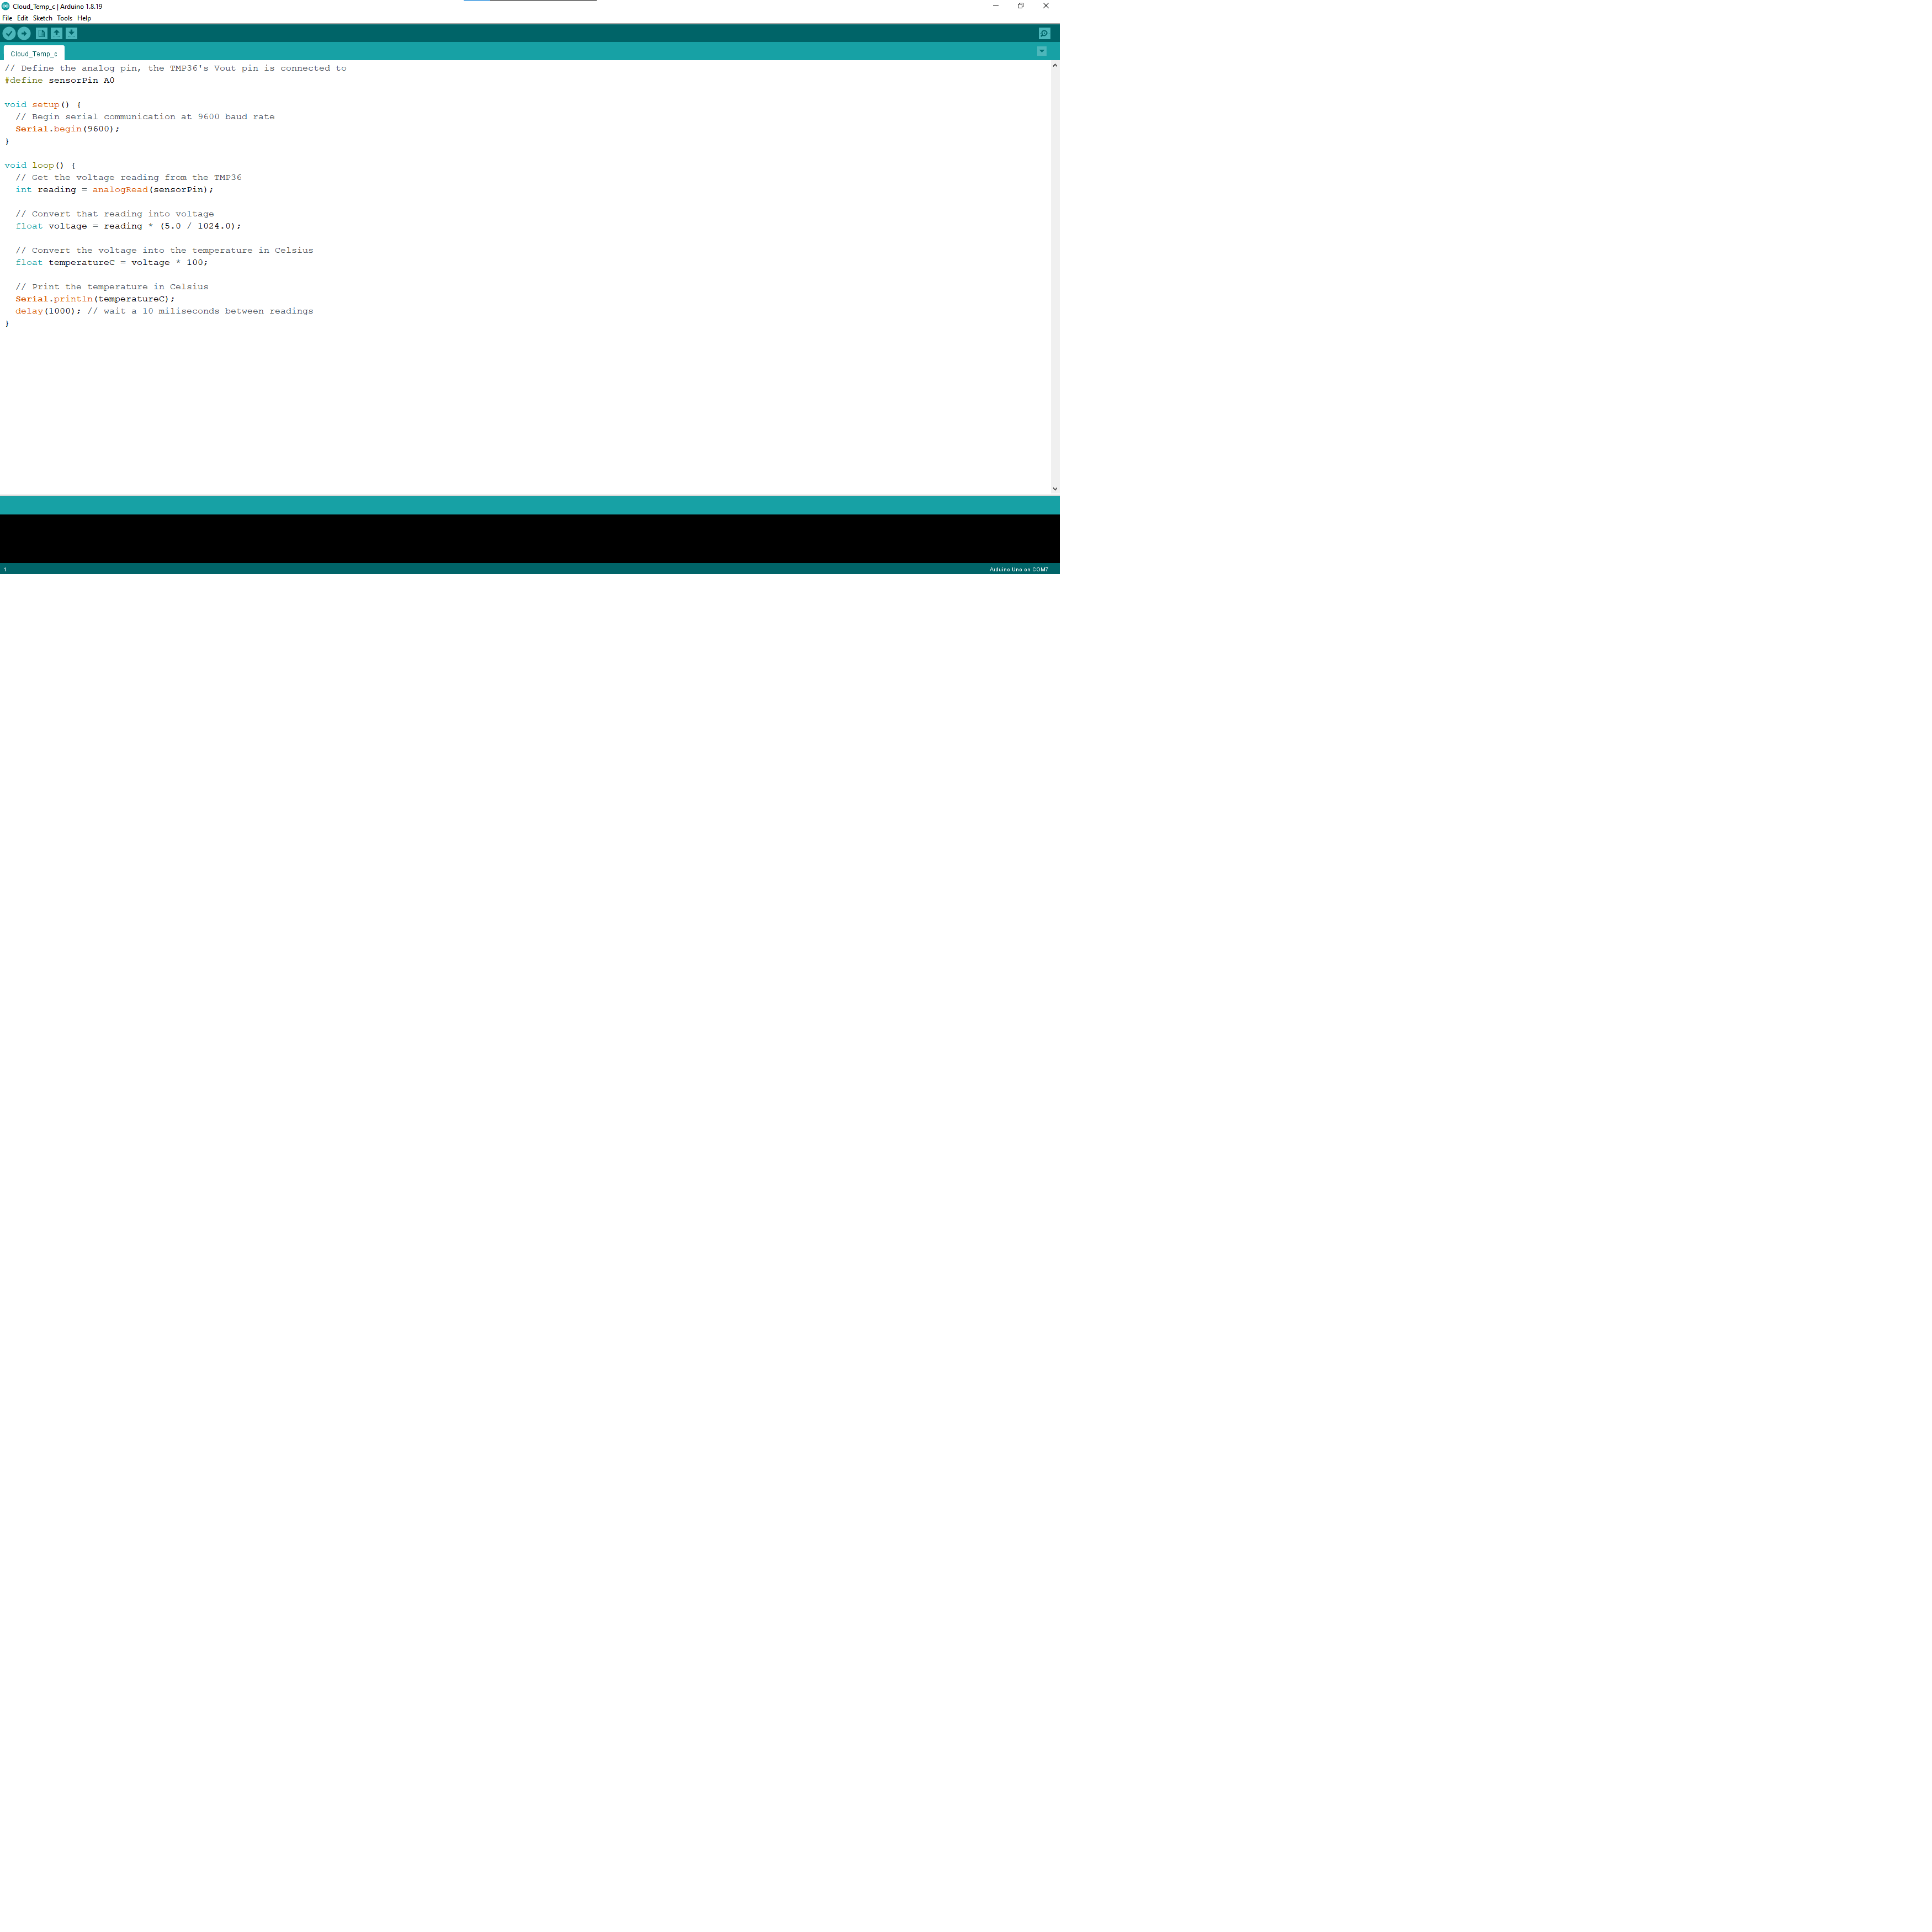 Cloud_Temp_c | Arduino 1.8.19
File Edit Sketch Tools Help
Cloud_Temp_c
// Define the analog pin, the TMP36's Vout pin is connected to
#define sensorPin A0
void setup() {
// Begin serial communication at 9600 baud rate
Serial.begin(9600);
}
void loop() {
// Get the voltage reading from the TMP36
int reading = analogRead(sensorPin);
// Convert that reading into voltage
float voltage = reading * (5.0 / 1024.0);
// Convert the voltage into the temperature in Celsius
float temperatureC = voltage * 100;
// Print the temperature in Celsius
Serial.println(temperatureC);
delay(1000); // wait a 10 miliseconds between readings
}
1
Arduino Uno on COM7